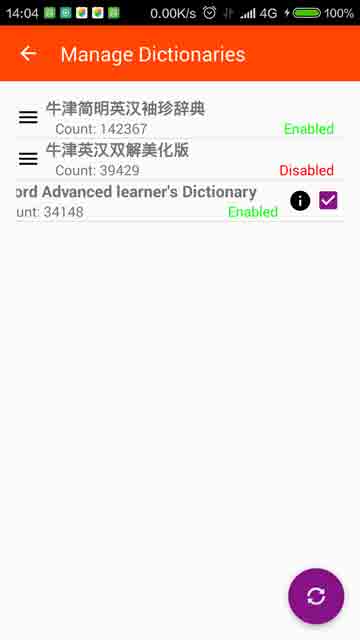 14:04 0.00K/s 4G 100%
Manage Dictionaries
牛津简明英汉袖珍辞典
Count: 142367 Enabled
牛津英汉双解美化版
Count: 39429 Disabled
ord Advanced learner's Dictionary
unt: 34148 Enabled